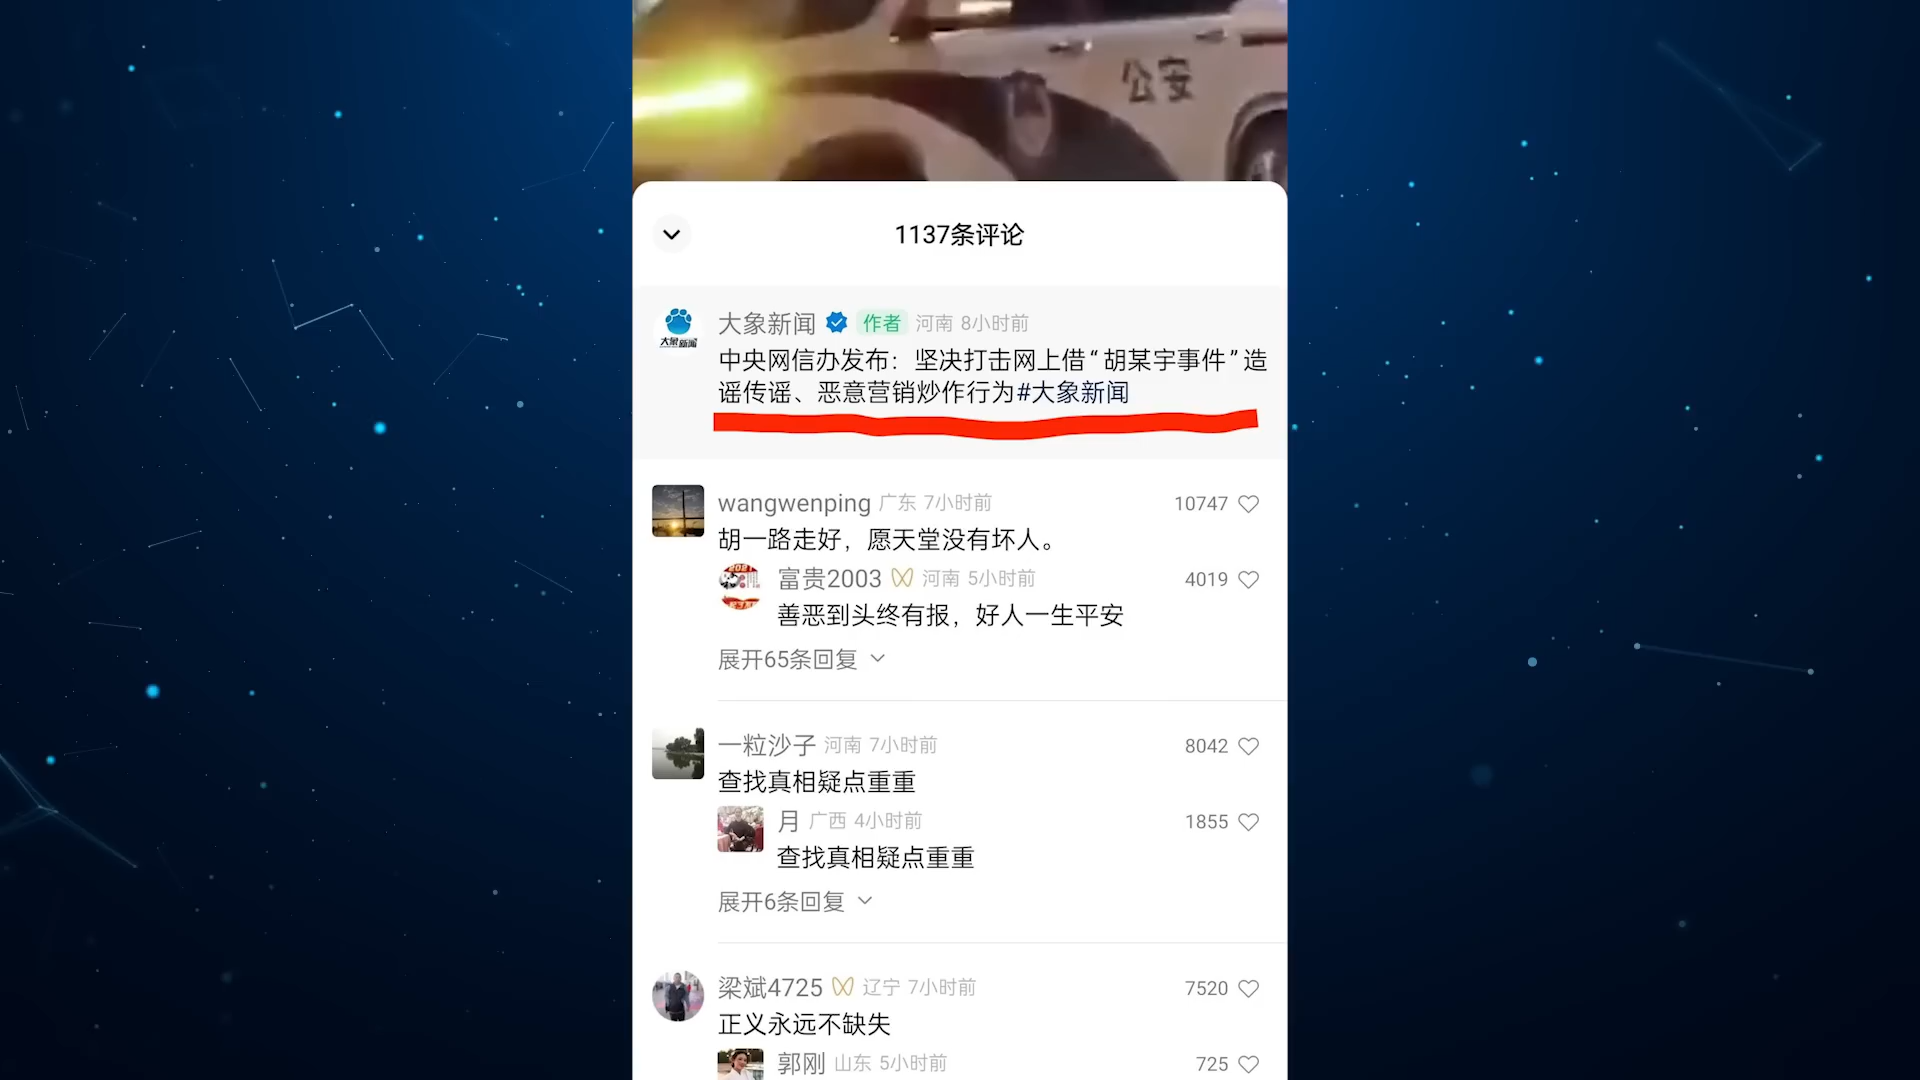 公安
1137条评论
大象新闻 作者 河南 8小时前
大象新闻
中央网信办发布：坚决打击网上借“胡某宇事件”造
谣传谣、恶意营销炒作行为#大象新闻
wangwenping 广东 7小时前 10747
胡一路走好，愿天堂没有坏人。
富贵2003 河南 5小时前 4019
善恶到头终有报，好人一生平安
展开65条回复
一粒沙子 河南 7小时前 8042
查找真相疑点重重
月 广西 4小时前 1855
查找真相疑点重重
展开6条回复
梁斌4725 辽宁 7小时前 7520
正义永远不缺失
郭刚 山东 5小时前 725